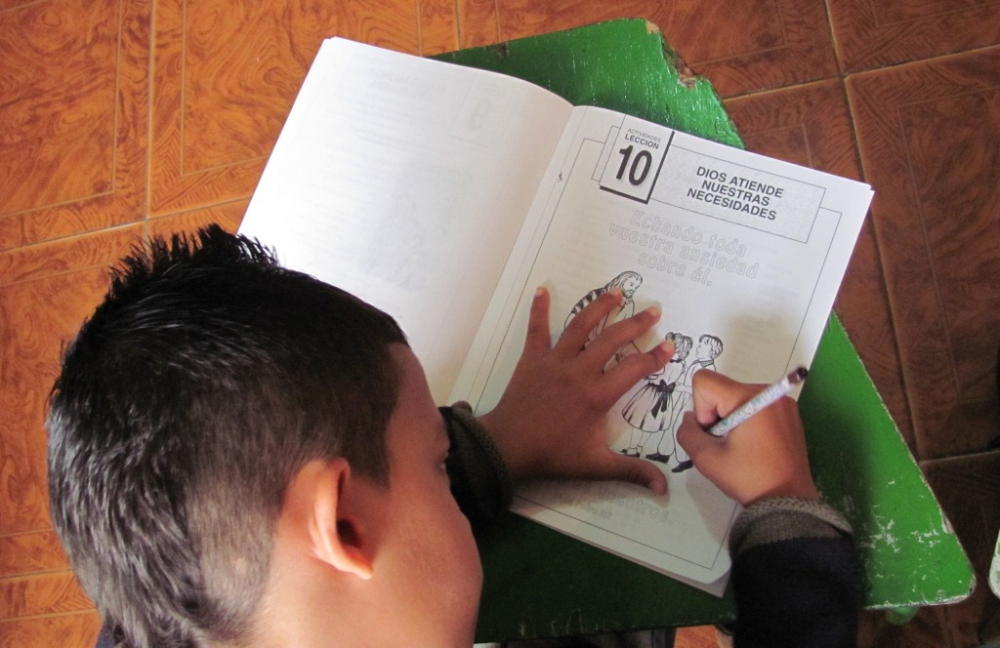 ACTIVIDADES
LECCION
10
DIOS ATIENDE
NUESTRAS
NECESIDADES
Echando toda
vuestra ansiedad
sobre él,